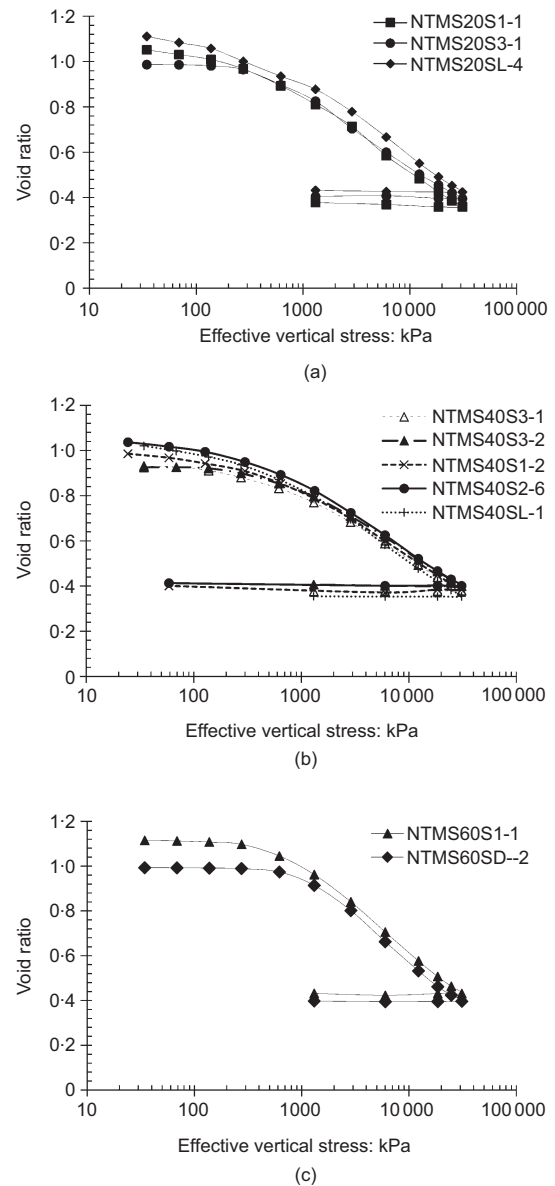 1·2
NTMS20S1-1
NTMS20S3-1
NTMS20SL-4
1·0
0·8
0·6
0·4
0·2
0
Void ratio
10
100
1000
10 000
100 000
Effective vertical stress: kPa
(a)
1·2
NTMS40S3-1
NTMS40S3-2
NTMS40S1-2
NTMS40S2-6
NTMS40SL-1
1·0
0·8
0·6
0·4
0·2
0
Void ratio
10
100
1000
10 000
100 000
Effective vertical stress: kPa
(b)
1·2
NTMS60S1-1
NTMS60SD--2
1·0
0·8
0·6
0·4
0·2
0
Void ratio
10
100
1000
10 000
100 000
Effective vertical stress: kPa
(c)